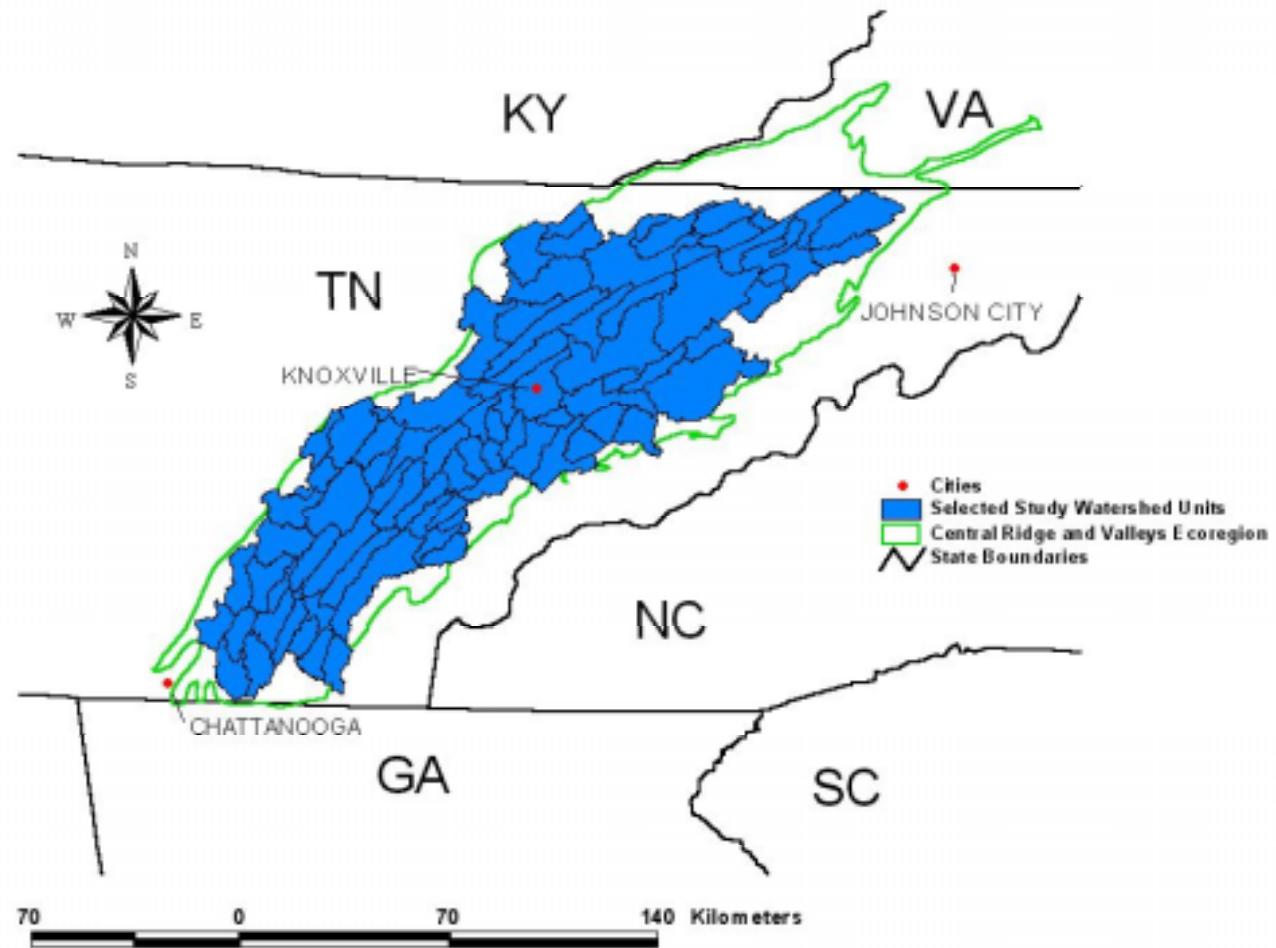 KY
VA
N
W
E
S
TN
JOHNSON CITY
KNOXVILLE
Cities
Selected Study Watershed Units
Central Ridge and Valleys Ecoregion
State Boundaries
NC
CHATTANOOGA
GA
SC
70 0 70 140 Kilometers